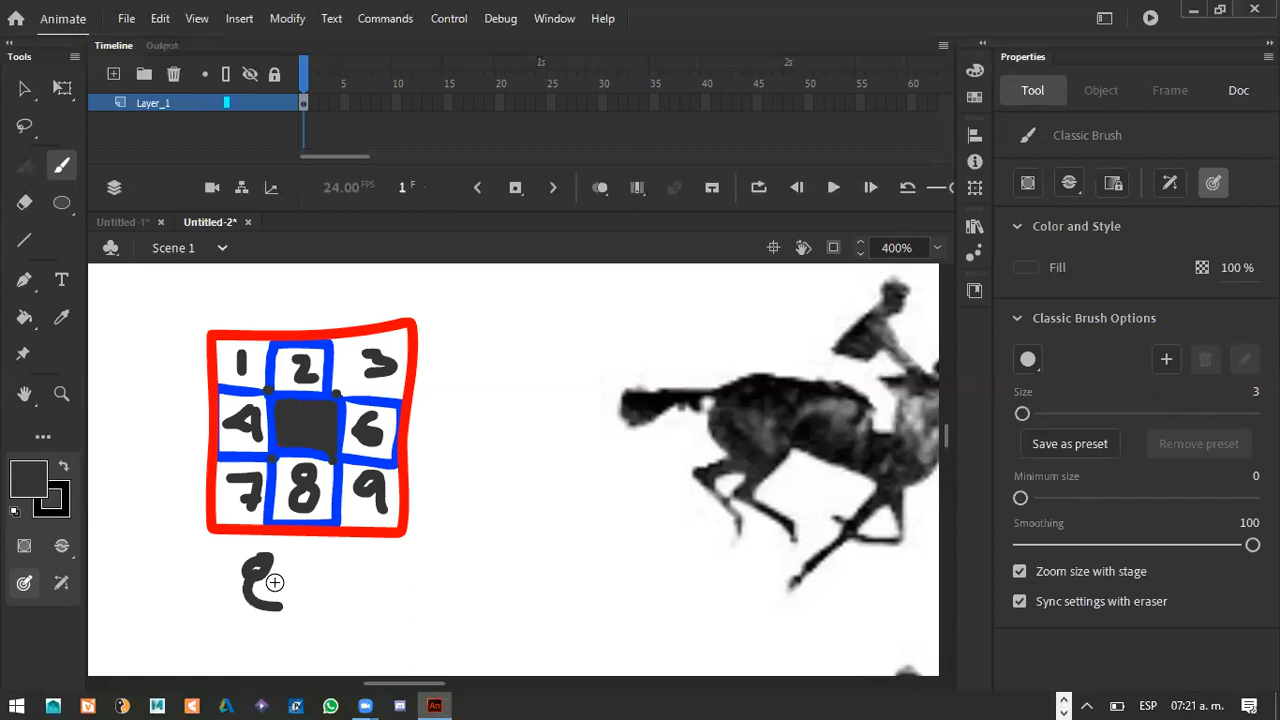 Animate File Edit View Insert Modify Text Commands Control Debug Window Help
Tools
Timeline Output
1s 2s
5 10 15 20 25 30 35 40 45 50 55 60
Layer_1
24.00 FPS 1 F
Untitled-1* Untitled-2*
Scene 1 400%
1 2 3
4 6
7 8 9
Properties
Tool Object Frame Doc
Classic Brush
Color and Style
Fill 100 %
Classic Brush Options
Size 3
Save as preset Remove preset
Minimum size 0
Smoothing 100
Zoom size with stage
Sync settings with eraser
An ESP 07:21 a. m.